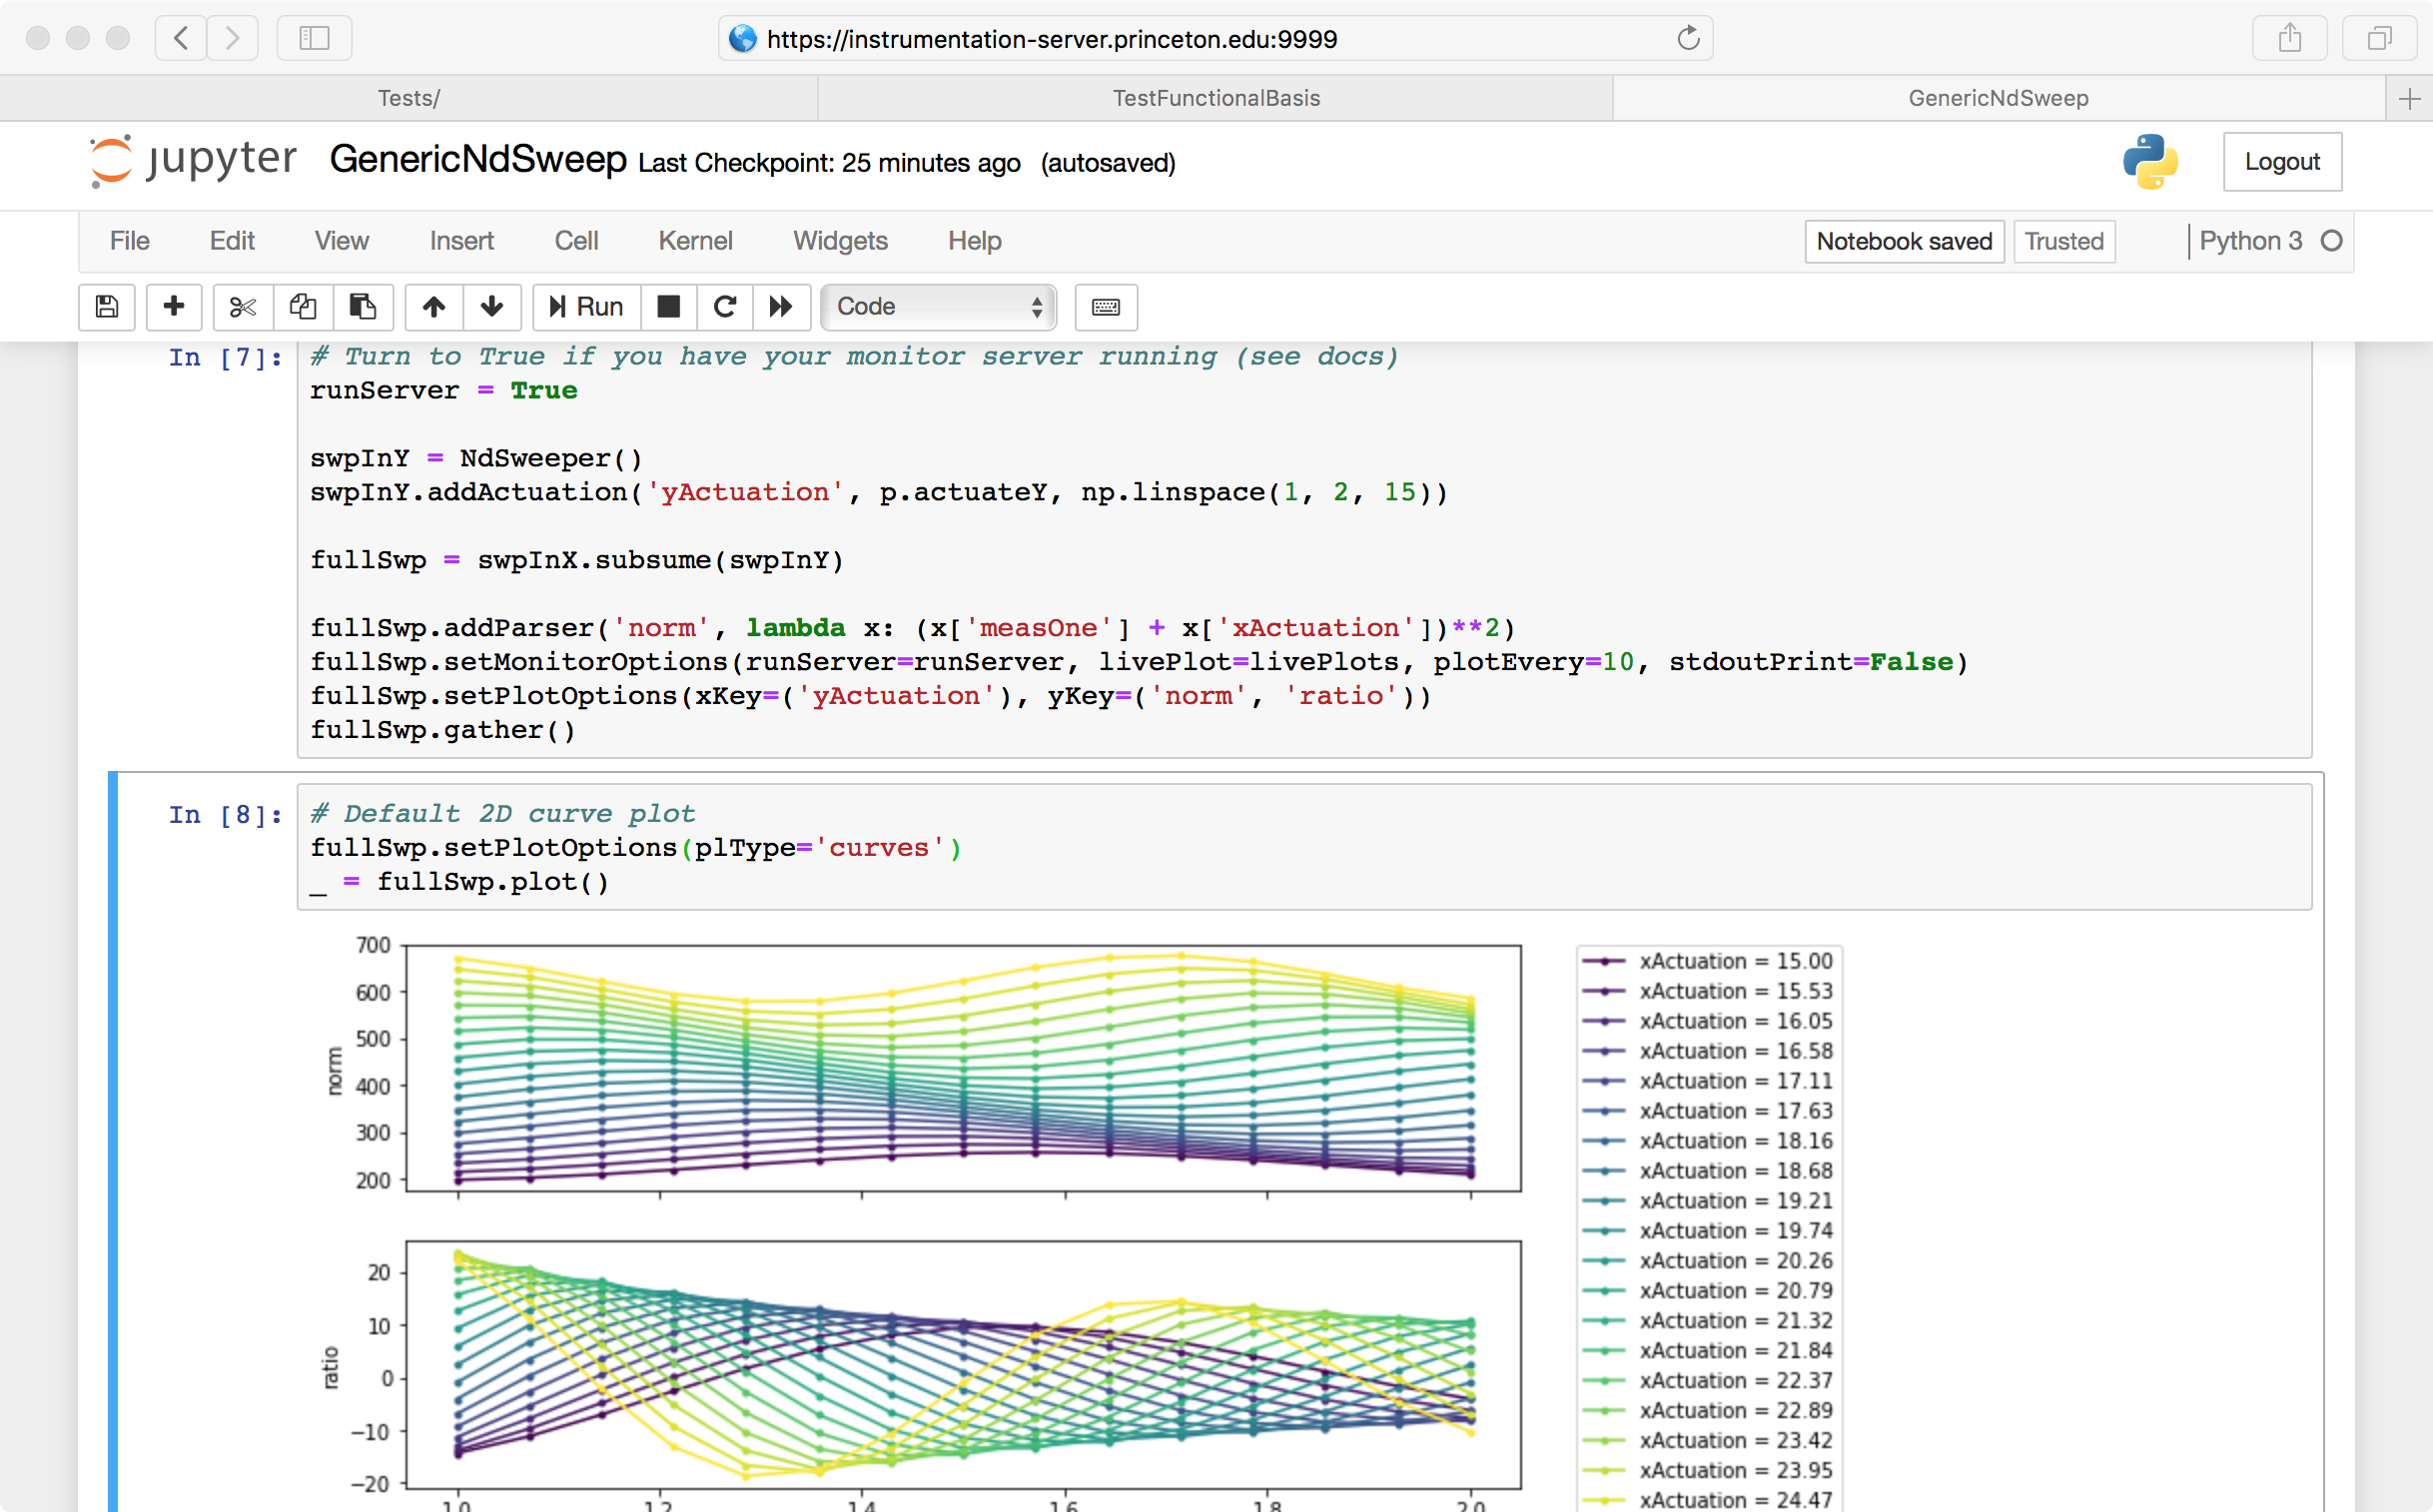 https://instrumentation-server.princeton.edu:9999
Tests/
TestFunctionalBasis
GenericNdSweep
jupyter GenericNdSweep Last Checkpoint: 25 minutes ago (autosaved)
Logout
File Edit View Insert Cell Kernel Widgets Help
Notebook saved Trusted Python 3
Run Code
In [7]:
# Turn to True if you have your monitor server running (see docs)
runServer = True
swpInY = NdSweeper()
swpInY.addActuation('yActuation', p.actuateY, np.linspace(1, 2, 15))
fullSwp = swpInX.subsume(swpInY)
fullSwp.addParser('norm', lambda x: (x['measOne'] + x['xActuation'])**2)
fullSwp.setMonitorOptions(runServer=runServer, livePlot=livePlots, plotEvery=10, stdoutPrint=False)
fullSwp.setPlotOptions(xKey=('yActuation'), yKey=('norm', 'ratio'))
fullSwp.gather()
In [8]:
# Default 2D curve plot
fullSwp.setPlotOptions(plType='curves')
_ = fullSwp.plot()
700
600
500
400
300
200
norm
20
10
0
−10
−20
ratio
1.0 1.2 1.4 1.6 1.8 2.0
xActuation = 15.00
xActuation = 15.53
xActuation = 16.05
xActuation = 16.58
xActuation = 17.11
xActuation = 17.63
xActuation = 18.16
xActuation = 18.68
xActuation = 19.21
xActuation = 19.74
xActuation = 20.26
xActuation = 20.79
xActuation = 21.32
xActuation = 21.84
xActuation = 22.37
xActuation = 22.89
xActuation = 23.42
xActuation = 23.95
xActuation = 24.47